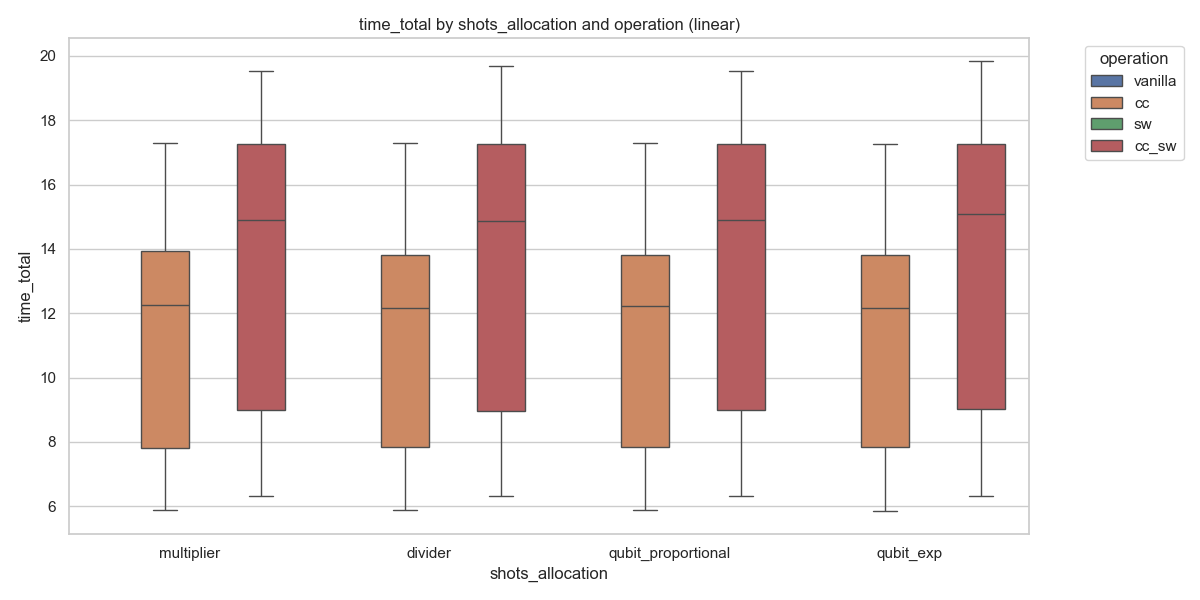 time_total by shots_allocation and operation (linear)
operation
vanilla
cc
sw
cc_sw
time_total
20
18
16
14
12
10
8
6
multiplier
divider
qubit_proportional
qubit_exp
shots_allocation